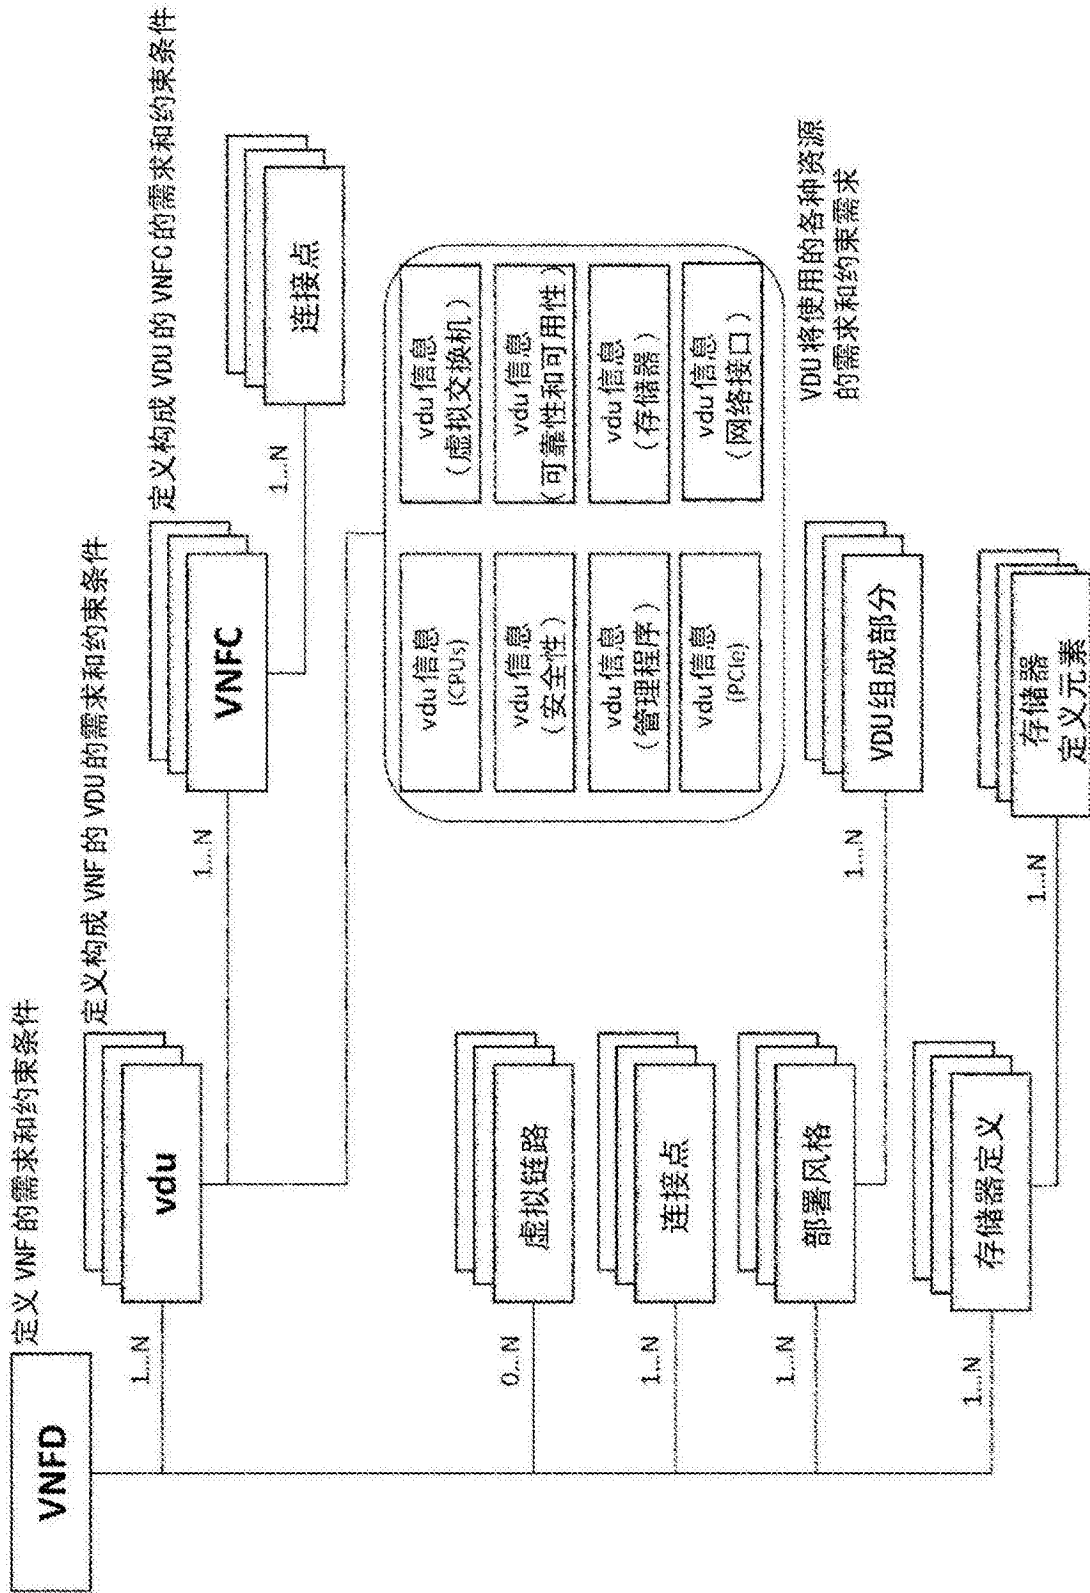 VNFD
定义 VNF 的需求和约束条件
1...N
vdu
定义构成 VNF 的 VDU 的需求和约束条件
1...N
VNFC
定义构成 VDU 的 VNFC 的需求和约束条件
1...N
连接点
vdu 信息
(CPUs)
vdu 信息
(虚拟交换机)
vdu 信息
(安全性)
vdu 信息
(可靠性和可用性)
vdu 信息
(管理程序)
vdu 信息
(存储器)
vdu 信息
(PCIe)
vdu 信息
(网络接口)
VDU 将使用的各种资源
的需求和约束需求
0...N
虚拟链路
1...N
连接点
1...N
部署风格
1...N
VDU 组成部分
1...N
存储器定义
1...N
存储器
定义元素